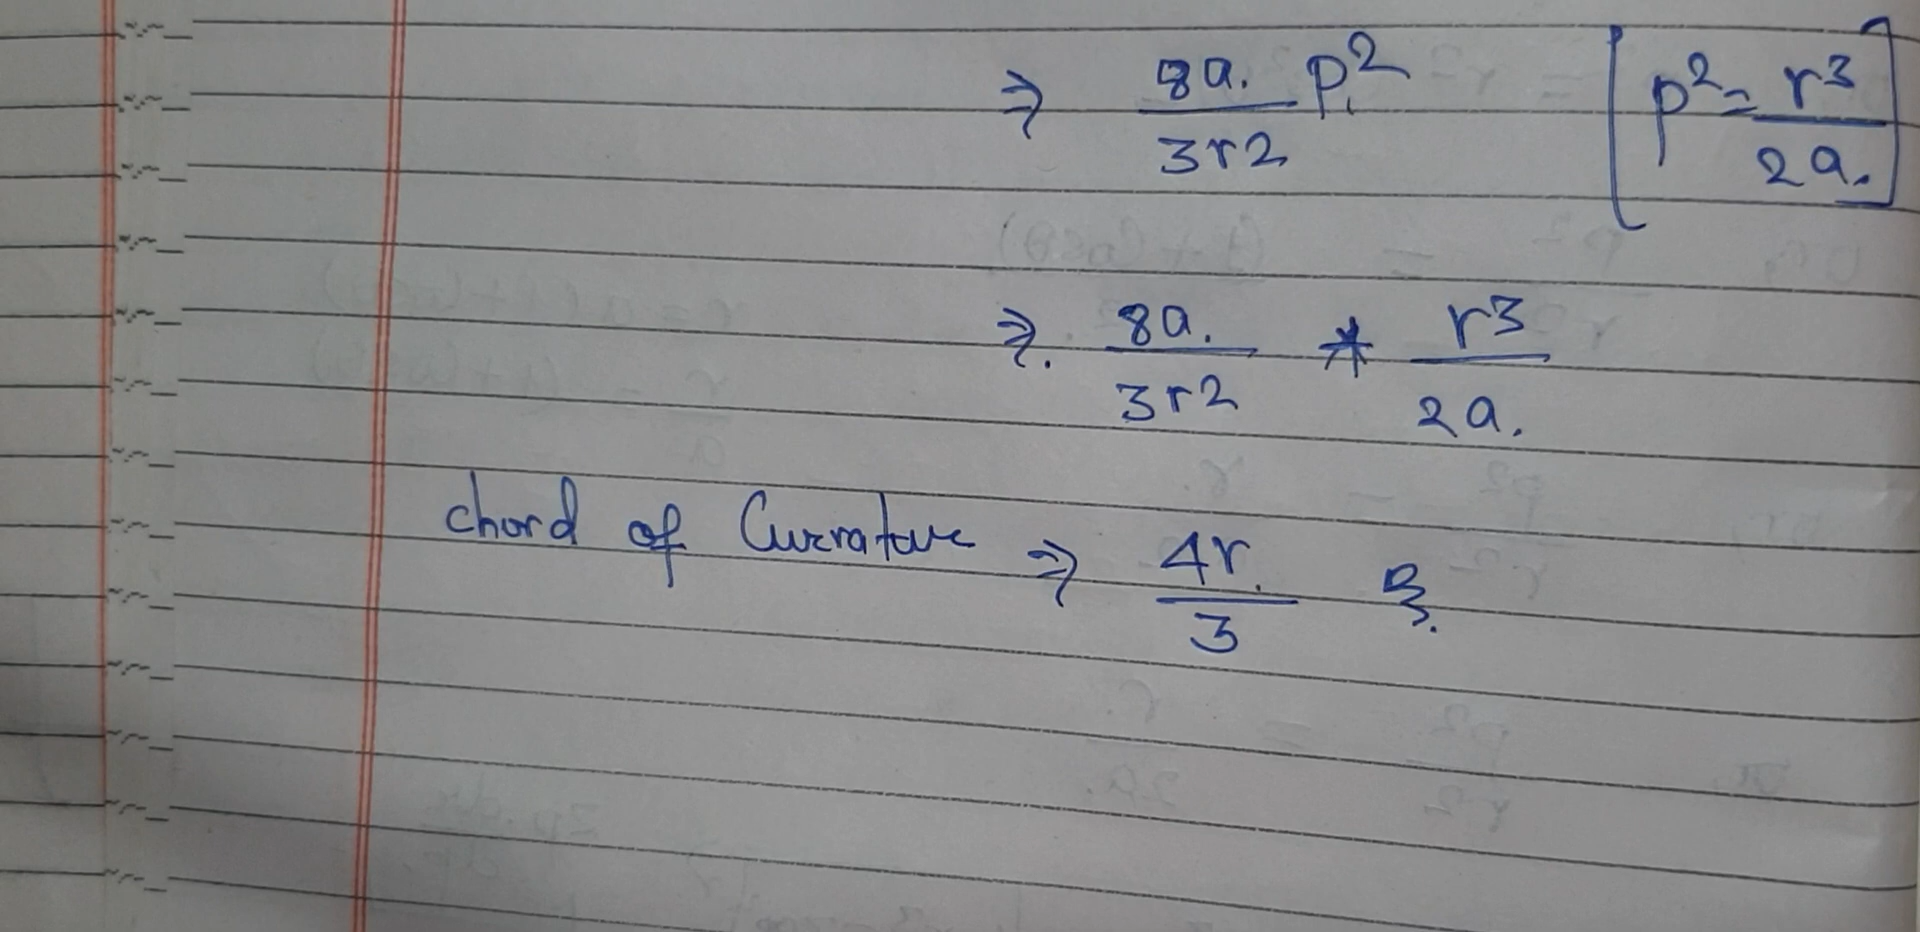 ⇒ 8a. / 3r2 p² [p² = r³ / 2a.]
⇒. 8a. / 3r2 * r³ / 2a.
chord of Curvature ⇒ 4r. / 3